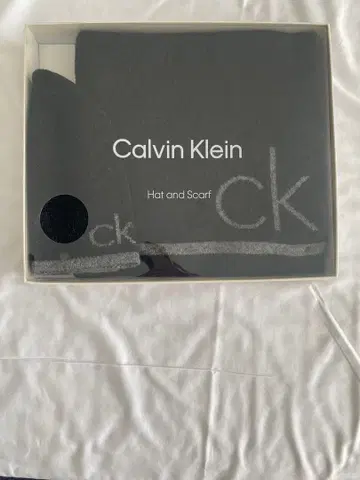 Calvin Klein
Hat and Scarf
ck
ck